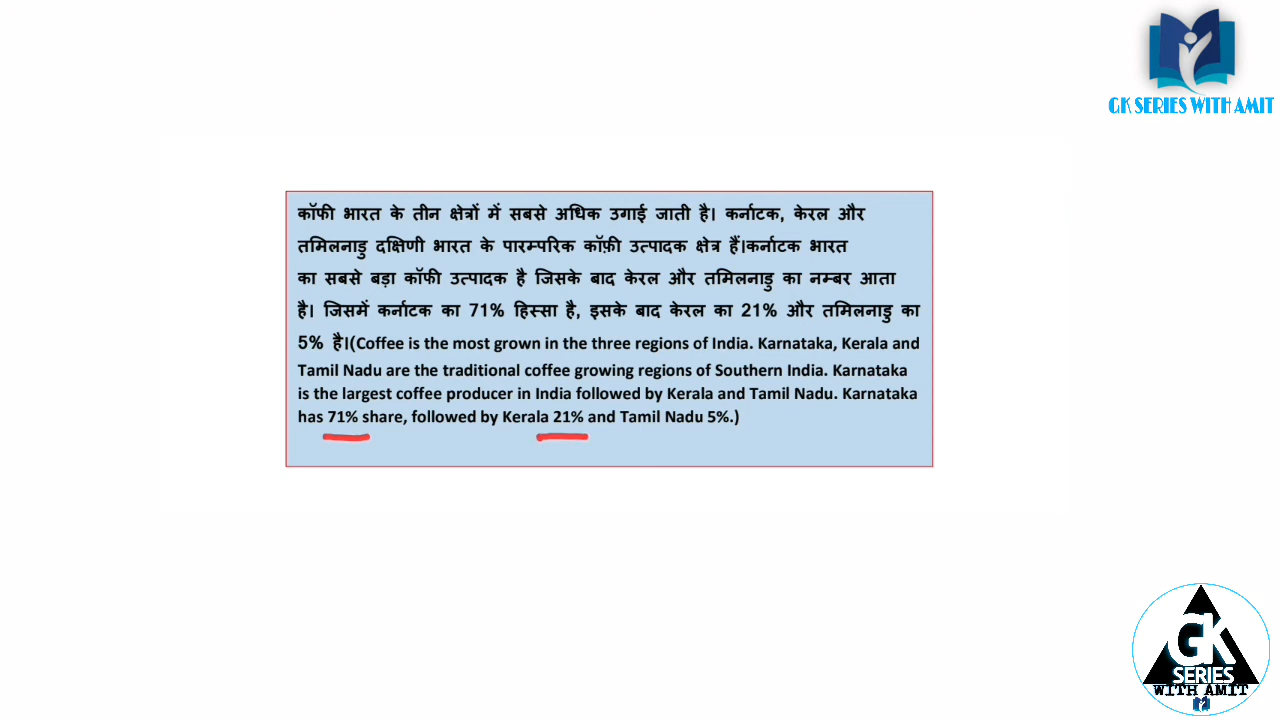 GK SERIES WITH AMIT
कॉफी भारत के तीन क्षेत्रों में सबसे अधिक उगाई जाती है। कर्नाटक, केरल और
तमिलनाडु दक्षिणी भारत के पारम्परिक कॉफ़ी उत्पादक क्षेत्र हैं।कर्नाटक भारत
का सबसे बड़ा कॉफी उत्पादक है जिसके बाद केरल और तमिलनाडु का नम्बर आता
है। जिसमें कर्नाटक का 71% हिस्सा है, इसके बाद केरल का 21% और तमिलनाडु का
5% है।(Coffee is the most grown in the three regions of India. Karnataka, Kerala and
Tamil Nadu are the traditional coffee growing regions of Southern India. Karnataka
is the largest coffee producer in India followed by Kerala and Tamil Nadu. Karnataka
has 71% share, followed by Kerala 21% and Tamil Nadu 5%.)
GK
SERIES
WITH AMIT